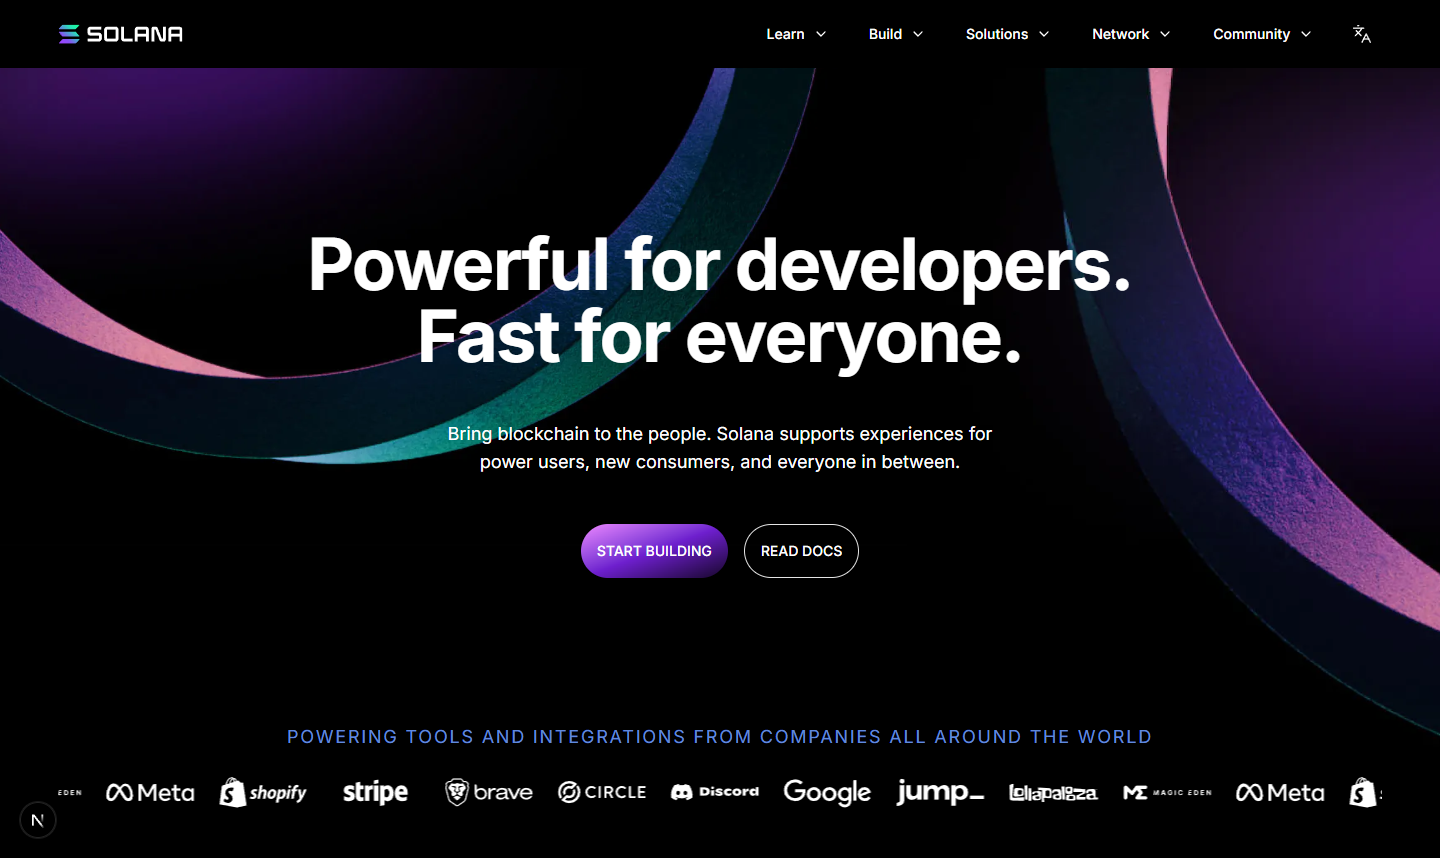 SOLANA
Learn
Build
Solutions
Network
Community
Powerful for developers.
Fast for everyone.
Bring blockchain to the people. Solana supports experiences for
power users, new consumers, and everyone in between.
START BUILDING
READ DOCS
POWERING TOOLS AND INTEGRATIONS FROM COMPANIES ALL AROUND THE WORLD
EDEN
Meta
shopify
stripe
brave
CIRCLE
Discord
Google
jump_
Lollapalooza
ME MAGIC EDEN
Meta
S
N